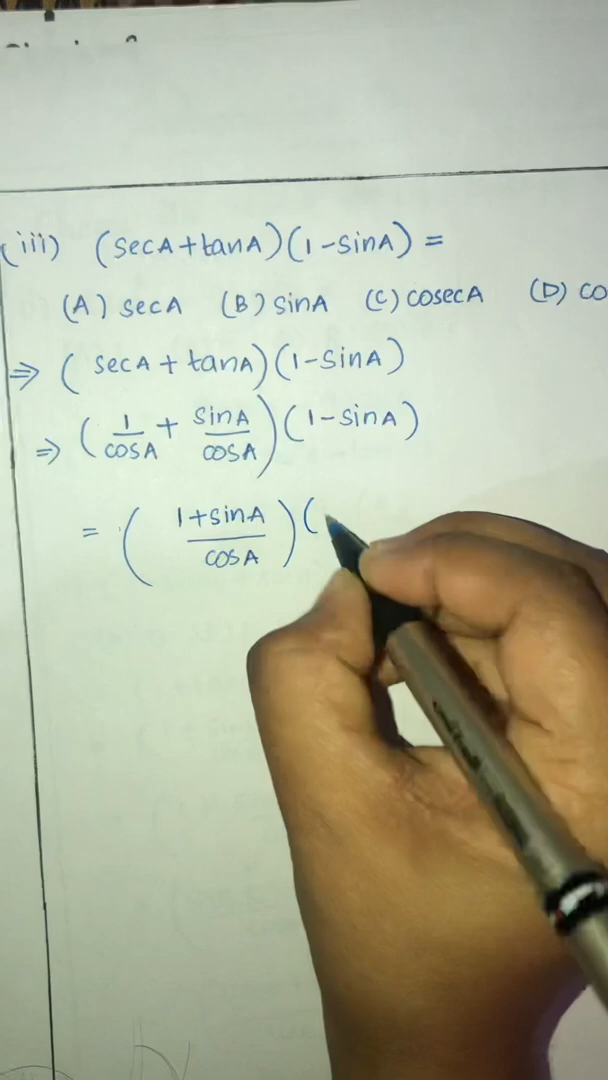 (iii) (secA+tanA)(1-sinA) =
(A) secA (B) sinA (C) cosecA (D) co
⇒ (secA + tanA)(1-sinA)
⇒ (1/cosA + sinA/cosA)(1-sinA)
= (1+sinA/cosA)(